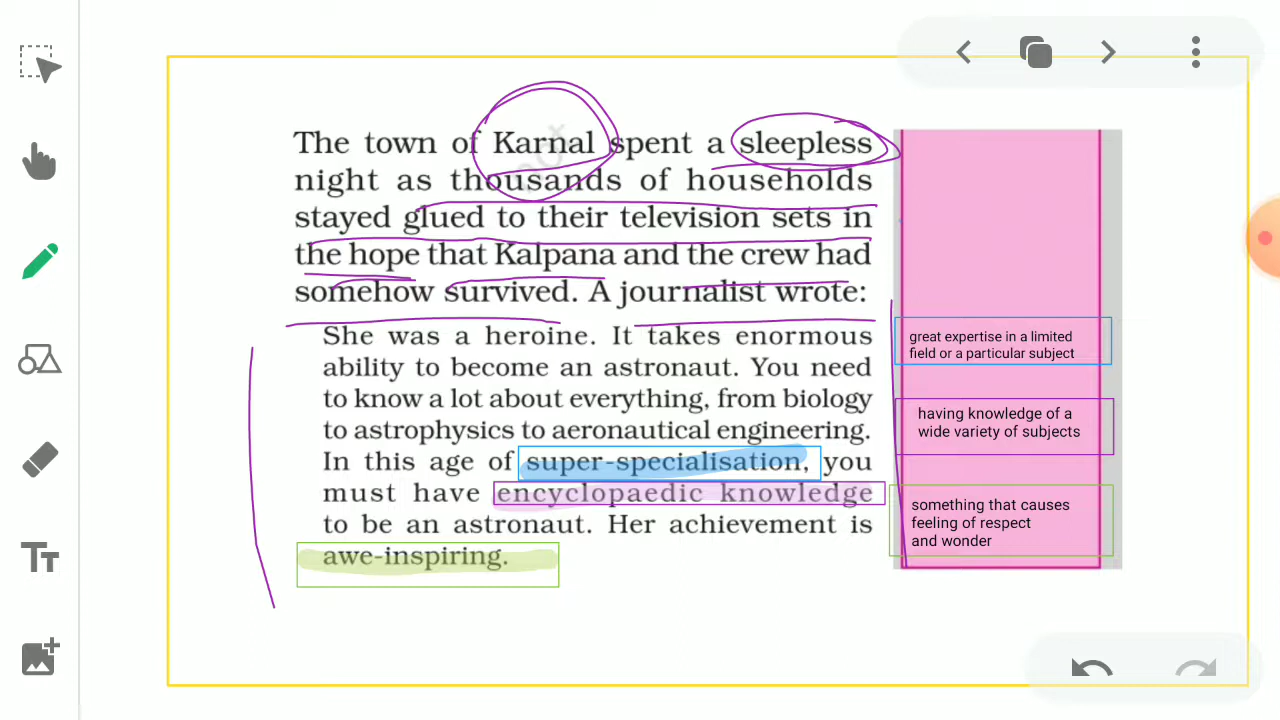 The town of Karnal spent a sleepless
night as thousands of households
stayed glued to their television sets in
the hope that Kalpana and the crew had
somehow survived. A journalist wrote:
She was a heroine. It takes enormous
ability to become an astronaut. You need
to know a lot about everything, from biology
to astrophysics to aeronautical engineering.
In this age of super-specialisation, you
must have encyclopaedic knowledge
to be an astronaut. Her achievement is
awe-inspiring.
great expertise in a limited
field or a particular subject
having knowledge of a
wide variety of subjects
something that causes
feeling of respect
and wonder
Tт